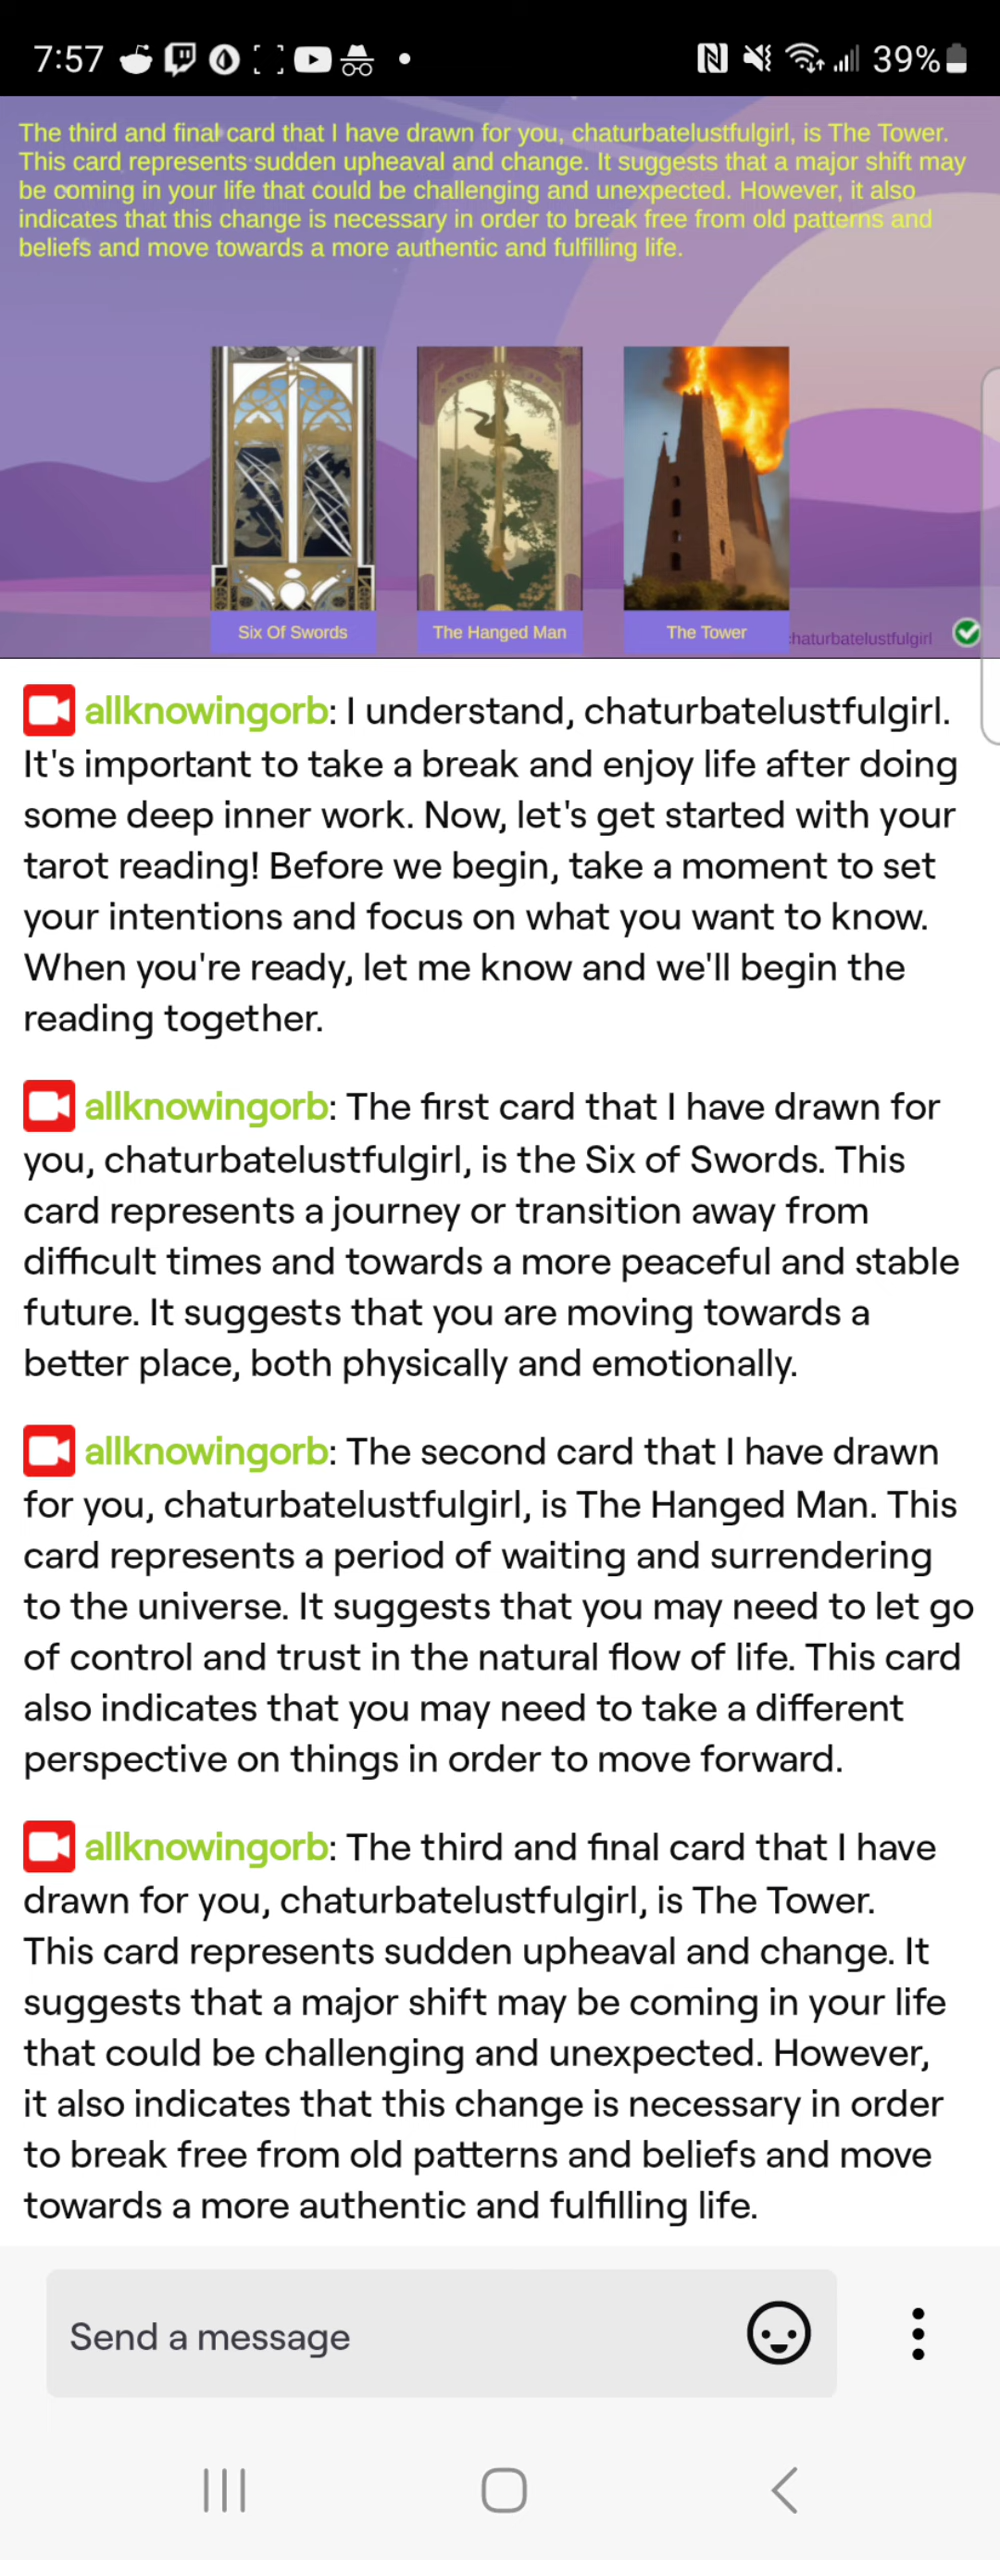 7:57
39%
The third and final card that I have drawn for you, chaturbatelustfulgirl, is The Tower.
This card represents sudden upheaval and change. It suggests that a major shift may
be coming in your life that could be challenging and unexpected. However, it also
indicates that this change is necessary in order to break free from old patterns and
beliefs and move towards a more authentic and fulfilling life.
Six Of Swords
The Hanged Man
The Tower
haturbatelustfulgirl
allknowingorb: I understand, chaturbatelustfulgirl.
It's important to take a break and enjoy life after doing
some deep inner work. Now, let's get started with your
tarot reading! Before we begin, take a moment to set
your intentions and focus on what you want to know.
When you're ready, let me know and we'll begin the
reading together.
allknowingorb: The first card that I have drawn for
you, chaturbatelustfulgirl, is the Six of Swords. This
card represents a journey or transition away from
difficult times and towards a more peaceful and stable
future. It suggests that you are moving towards a
better place, both physically and emotionally.
allknowingorb: The second card that I have drawn
for you, chaturbatelustfulgirl, is The Hanged Man. This
card represents a period of waiting and surrendering
to the universe. It suggests that you may need to let go
of control and trust in the natural flow of life. This card
also indicates that you may need to take a different
perspective on things in order to move forward.
allknowingorb: The third and final card that I have
drawn for you, chaturbatelustfulgirl, is The Tower.
This card represents sudden upheaval and change. It
suggests that a major shift may be coming in your life
that could be challenging and unexpected. However,
it also indicates that this change is necessary in order
to break free from old patterns and beliefs and move
towards a more authentic and fulfilling life.
Send a message